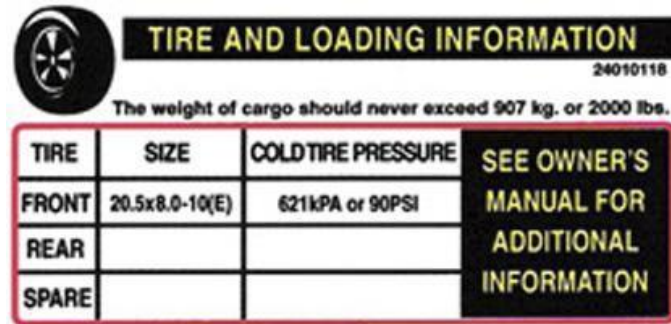 TIRE AND LOADING INFORMATION
24010118
The weight of cargo should never exceed 907 kg. or 2000 lbs.
TIRE SIZE COLD TIRE PRESSURE
FRONT 20.5x8.0-10(E) 621kPA or 90PSI
REAR
SPARE
SEE OWNER'S
MANUAL FOR
ADDITIONAL
INFORMATION